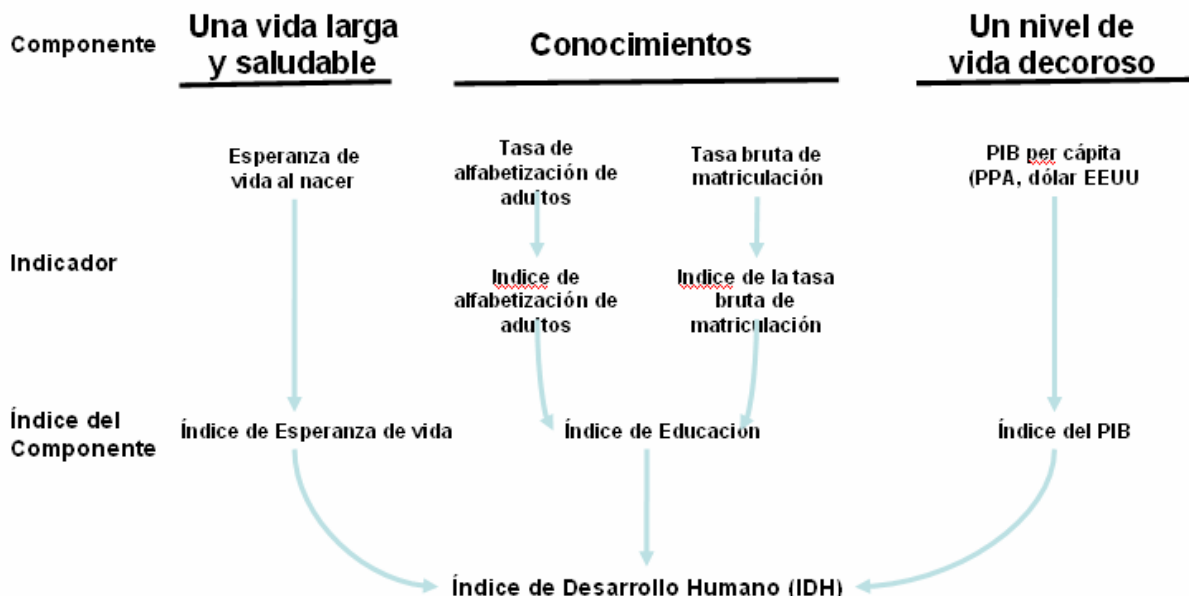 Componente
Una vida larga
y saludable
Conocimientos
Un nivel de
vida decoroso
Esperanza de
vida al nacer
Tasa de
alfabetización de
adultos
Tasa bruta de
matriculación
PIB per cápita
(PPA, dólar EEUU
Indicador
Indice de
alfabetización de
adultos
Indice de la tasa
bruta de
matriculación
Índice del
Componente
Índice de Esperanza de vida
Índice de Educación
Índice del PIB
Índice de Desarrollo Humano (IDH)